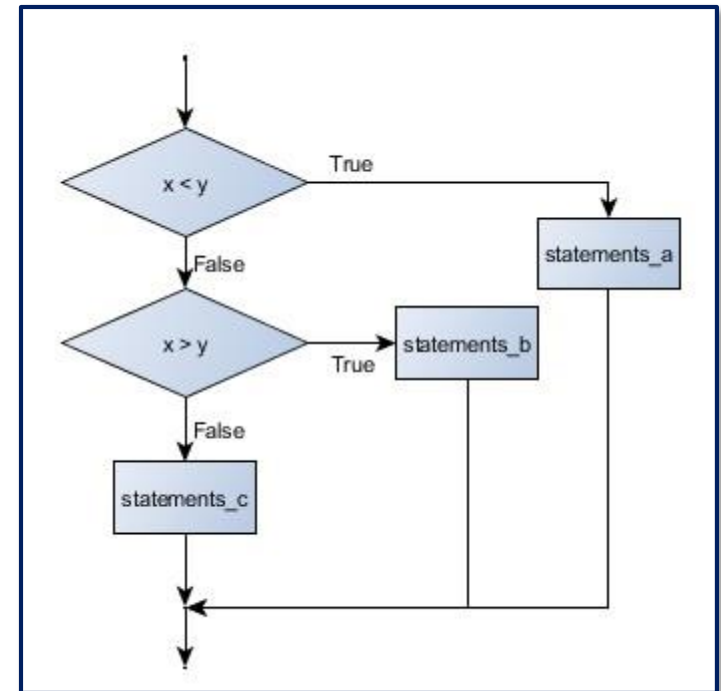 True
x < y
statements_a
False
x > y
statements_b
True
False
statements_c